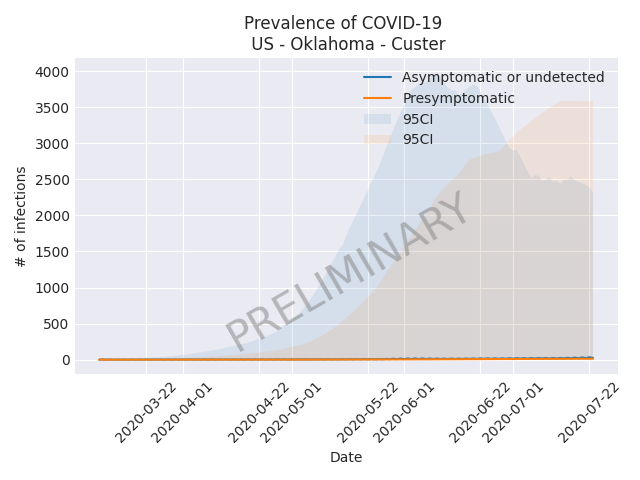 Prevalence of COVID-19
US - Oklahoma - Custer
4000
3500
3000
2500
2000
1500
1000
500
0
# of infections
Asymptomatic or undetected
Presymptomatic
95CI
95CI
PRELIMINARY
2020-03-22
2020-04-01
2020-04-22
2020-05-01
2020-05-22
2020-06-01
2020-06-22
2020-07-01
2020-07-22
Date